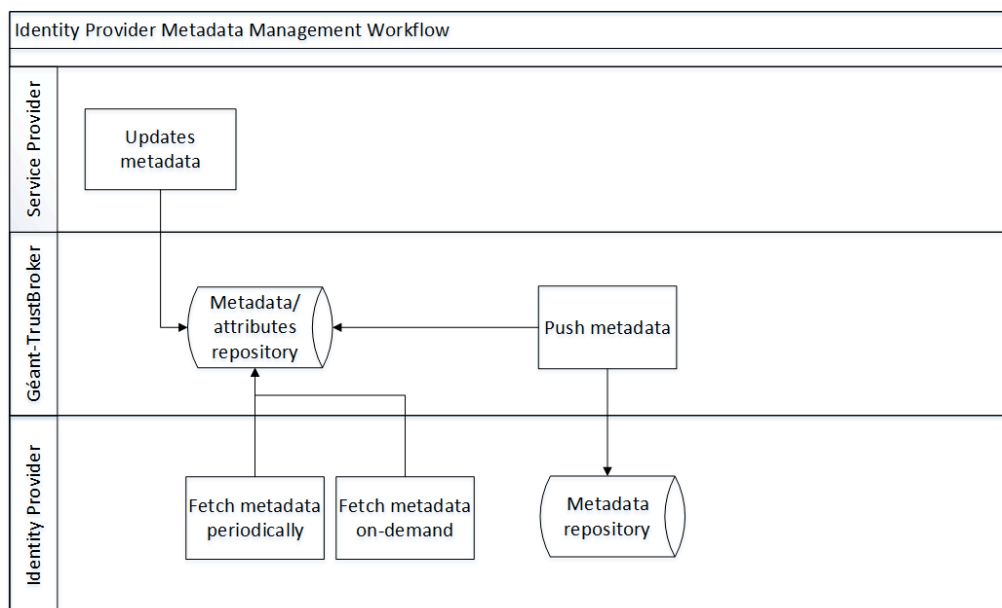 Identity Provider Metadata Management Workflow
Service Provider
Updates
metadata
Géant-TrustBroker
Metadata/
attributes
repository
Push metadata
Identity Provider
Fetch metadata
periodically
Fetch metadata
on-demand
Metadata
repository